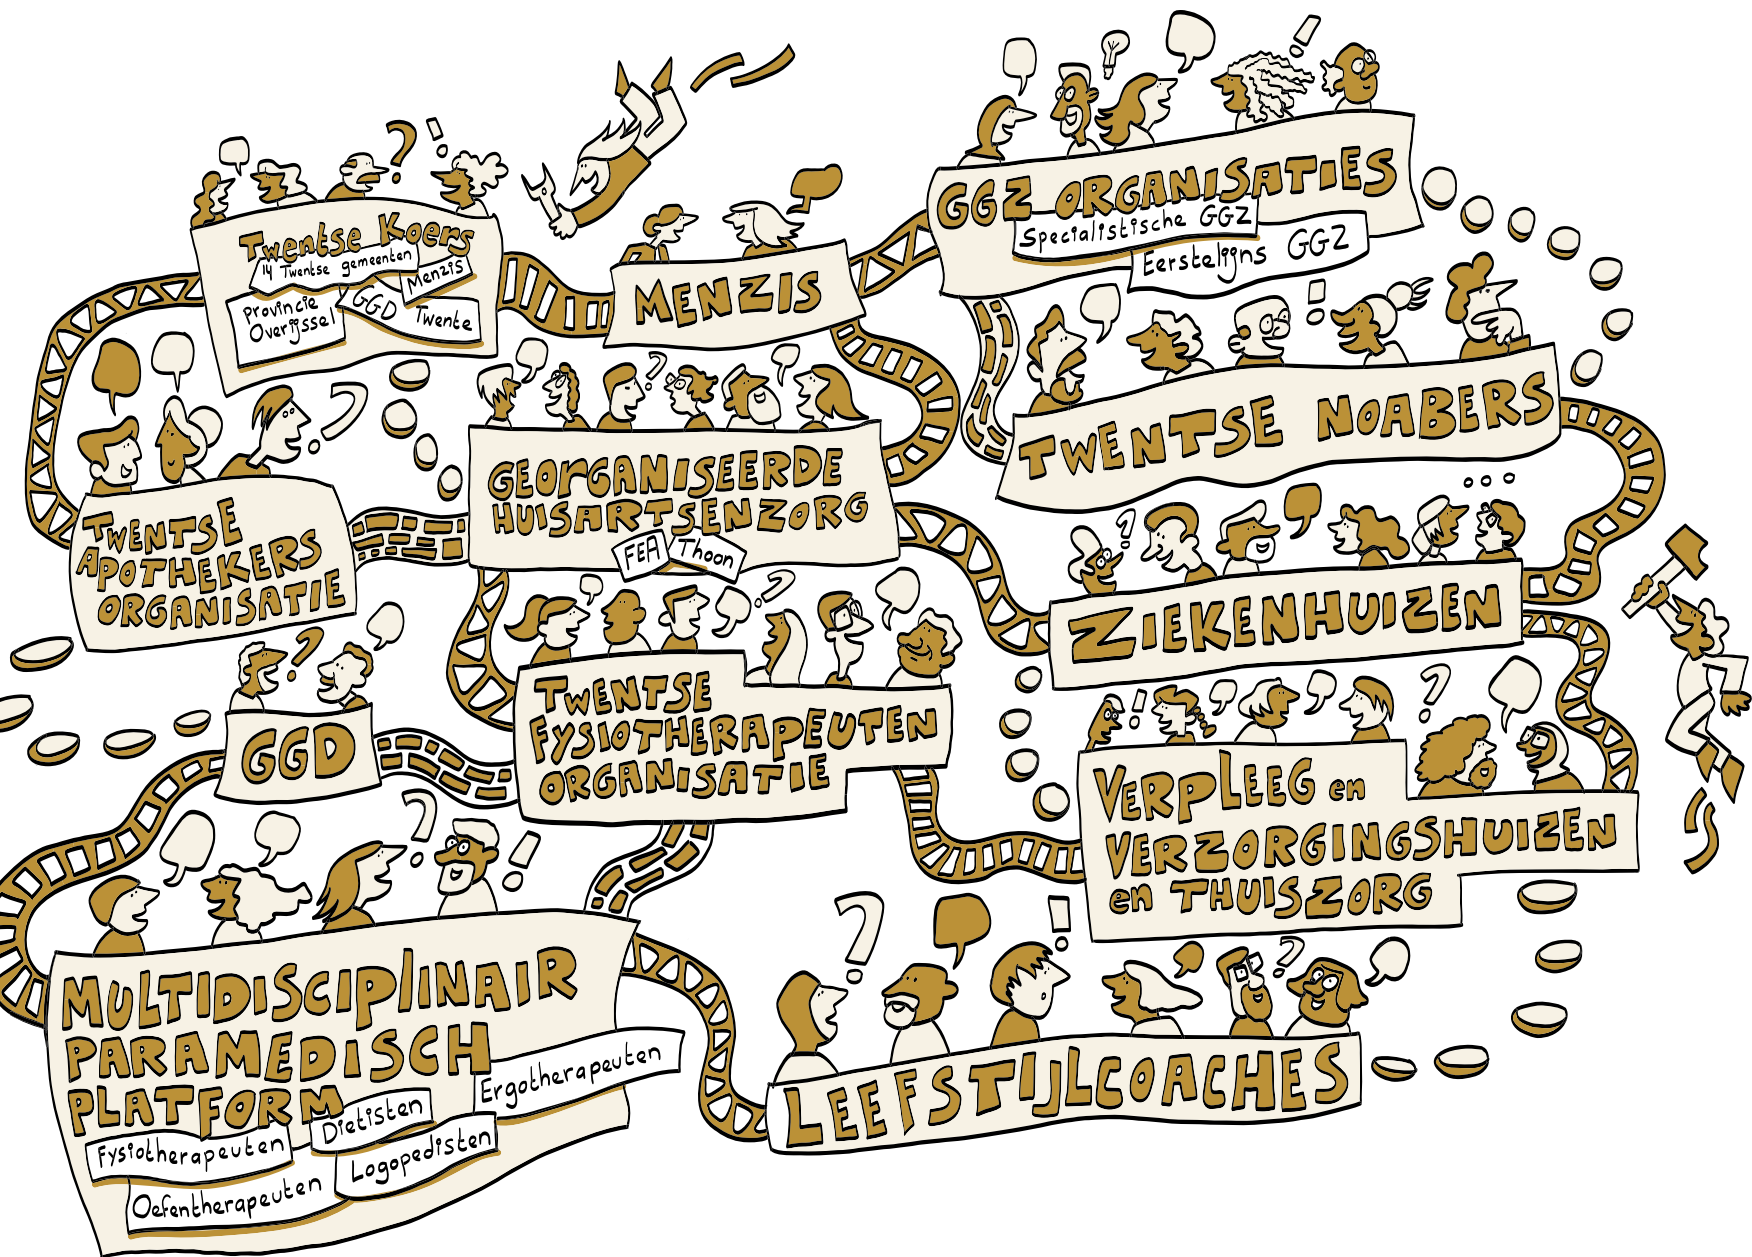 Twentse Koers
14 Twentse gemeenten
Menzis
provincie
Overijssel
GGD Twente
MENZIS
GGZ ORGANISATIES
Specialistische GGZ
Eerstelijns GGZ
TWENTSE NOABERS
TWENTSE
APOTHEKERS
ORGANISATIE
GEORGANISEERDE
HUISARTSENZORG
FEA
Thoon
ZIEKENHUIZEN
GGD
TWENTSE
FYSIOTHERAPEUTEN
ORGANISATIE
VERPLEEG en
VERZORGINGSHUIZEN
en THUISZORG
MULTIDISCIPLINAIR
PARAMEDISCH
PLATFORM
Ergotherapeuten
Diëtisten
Fysiotherapeuten
Logopedisten
Oefentherapeuten
LEEFSTIJLCOACHES